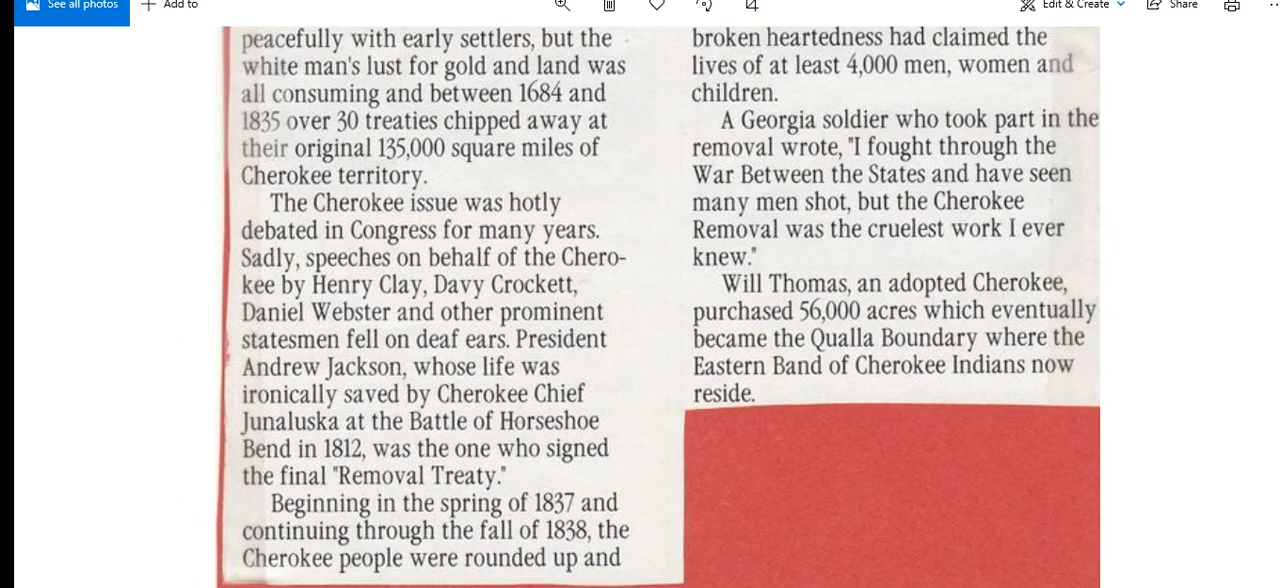 See all photos
Add to
Edit & Create
Share
peacefully with early settlers, but the
white man's lust for gold and land was
all consuming and between 1684 and
1835 over 30 treaties chipped away at
their original 135,000 square miles of
Cherokee territory.
The Cherokee issue was hotly
debated in Congress for many years.
Sadly, speeches on behalf of the Chero-
kee by Henry Clay, Davy Crockett,
Daniel Webster and other prominent
statesmen fell on deaf ears. President
Andrew Jackson, whose life was
ironically saved by Cherokee Chief
Junaluska at the Battle of Horseshoe
Bend in 1812, was the one who signed
the final "Removal Treaty."
Beginning in the spring of 1837 and
continuing through the fall of 1838, the
Cherokee people were rounded up and
broken heartedness had claimed the
lives of at least 4,000 men, women and
children.
A Georgia soldier who took part in the
removal wrote, "I fought through the
War Between the States and have seen
many men shot, but the Cherokee
Removal was the cruelest work I ever
knew."
Will Thomas, an adopted Cherokee,
purchased 56,000 acres which eventually
became the Qualla Boundary where the
Eastern Band of Cherokee Indians now
reside.